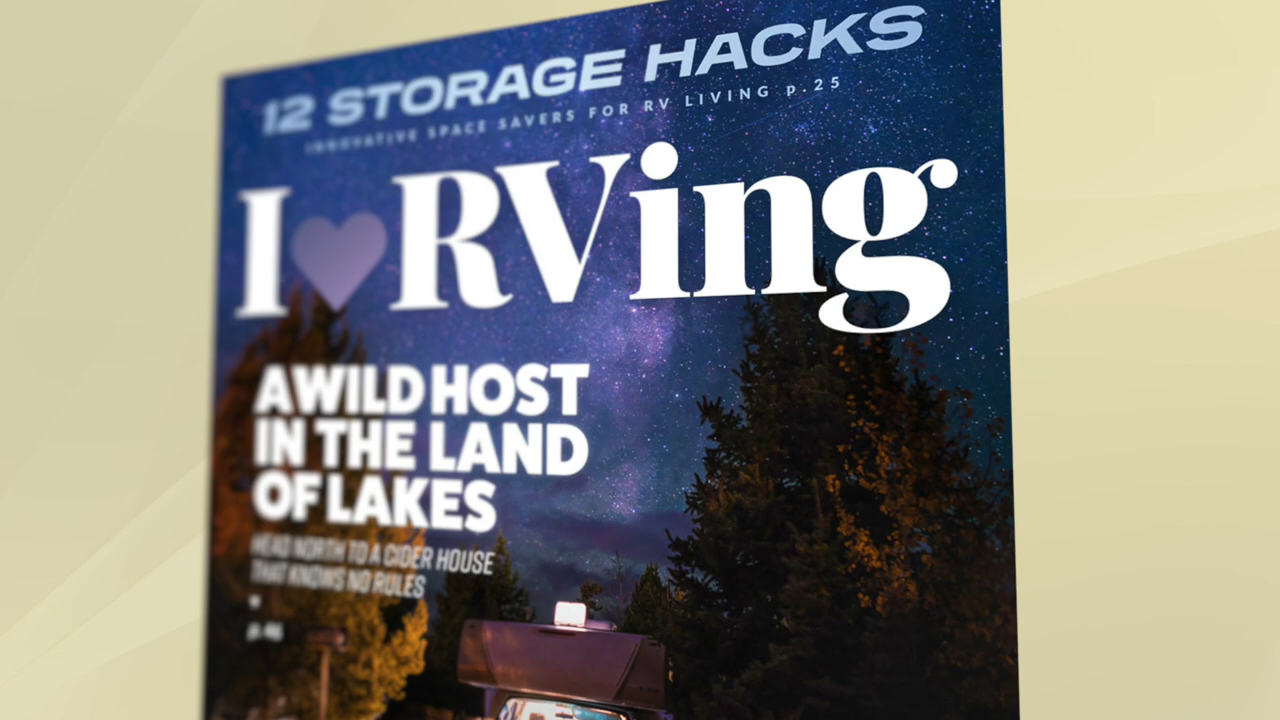 12 STORAGE HACKS
INNOVATIVE SPACE SAVERS FOR RV LIVING p.25
I ♥ RVing
A WILD HOST
IN THE LAND
OF LAKES
HEAD NORTH TO A CIDER HOUSE
THAT KNOWS NO RULES